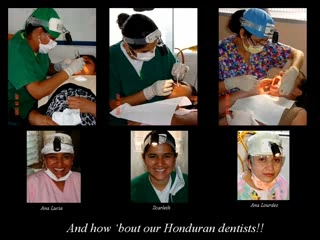 Ana Lucia
Scarleth
Ana Lourdes
And how ‘bout our Honduran dentists!!